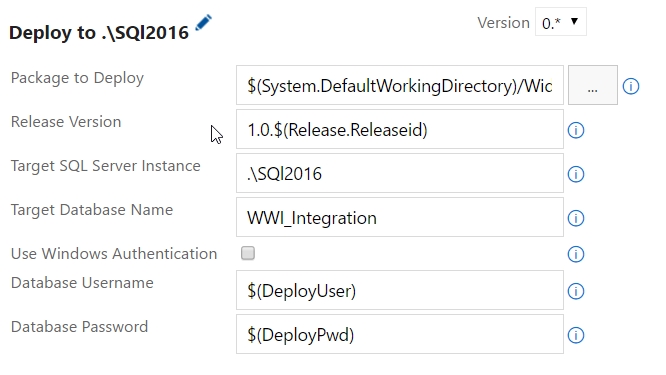 Deploy to .\SQl2016
Version 0.*
Package to Deploy $(System.DefaultWorkingDirectory)/Wid ...
Release Version 1.0.$(Release.Releaseid)
Target SQL Server Instance .\SQl2016
Target Database Name WWI_Integration
Use Windows Authentication
Database Username $(DeployUser)
Database Password $(DeployPwd)